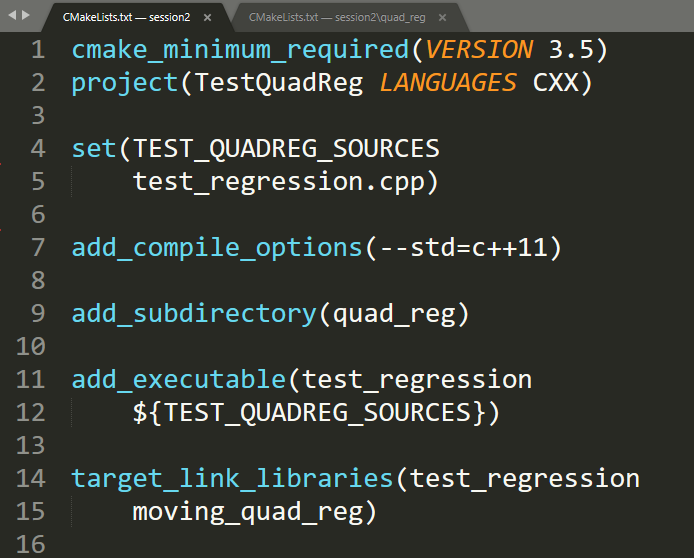 CMakeLists.txt — session2 × CMakeLists.txt — session2\quad_reg ×
1 cmake_minimum_required(VERSION 3.5)
2 project(TestQuadReg LANGUAGES CXX)
3
4 set(TEST_QUADREG_SOURCES
5     test_regression.cpp)
6
7 add_compile_options(--std=c++11)
8
9 add_subdirectory(quad_reg)
10
11 add_executable(test_regression
12     ${TEST_QUADREG_SOURCES})
13
14 target_link_libraries(test_regression
15     moving_quad_reg)
16